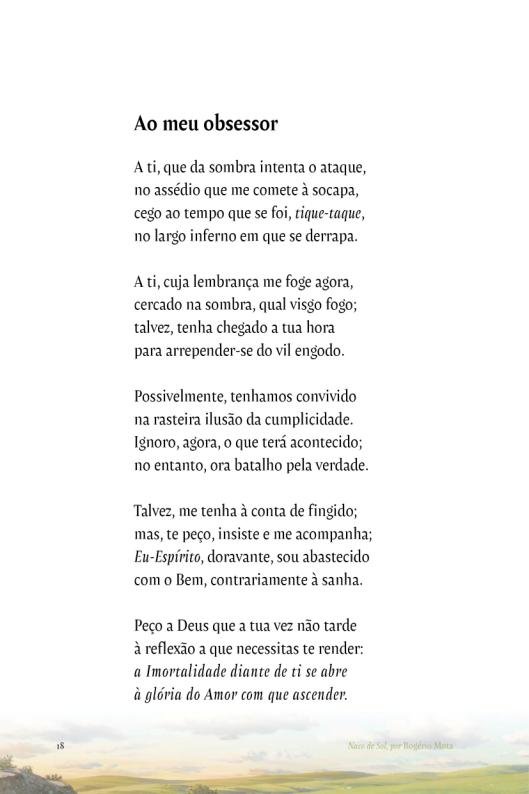 Ao meu obsessor
A ti, que da sombra intenta o ataque,
no assédio que me comete à socapa,
cego ao tempo que se foi, tique-taque,
no largo inferno em que se derrapa.
A ti, cuja lembrança me foge agora,
cercado na sombra, qual visgo fogo;
talvez, tenha chegado a tua hora
para arrepender-se do vil engodo.
Possivelmente, tenhamos convivido
na rasteira ilusão da cumplicidade.
Ignoro, agora, o que terá acontecido;
no entanto, ora batalho pela verdade.
Talvez, me tenha à conta de fingido;
mas, te peço, insiste e me acompanha;
Eu-Espírito, doravante, sou abastecido
com o Bem, contrariamente à sanha.
Peço a Deus que a tua vez não tarde
à reflexão a que necessitas te render:
a Imortalidade diante de ti se abre
à glória do Amor com que ascender.
18
Naco de Sol, por Rogério Mota